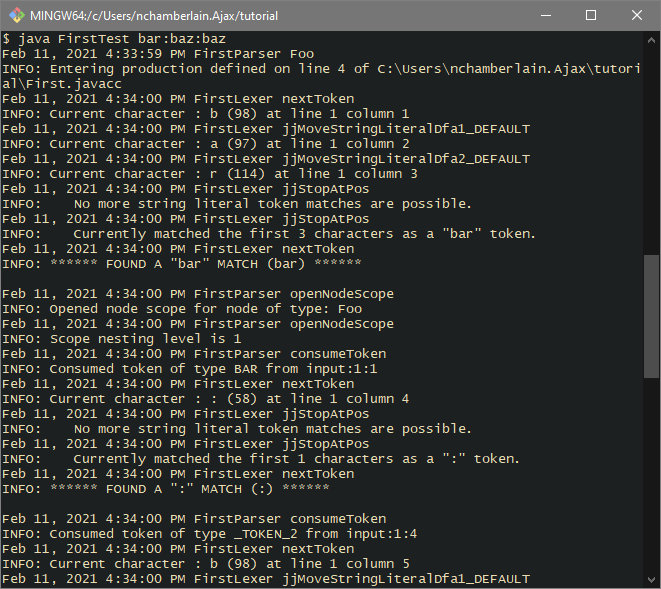 MINGW64:/c/Users/nchamberlain.Ajax/tutorial
$ java FirstTest bar:baz:baz
Feb 11, 2021 4:33:59 PM FirstParser Foo
INFO: Entering production defined on line 4 of C:\Users\nchamberlain.Ajax\tutori
al\First.javacc
Feb 11, 2021 4:34:00 PM FirstLexer nextToken
INFO: Current character : b (98) at line 1 column 1
Feb 11, 2021 4:34:00 PM FirstLexer jjMoveStringLiteralDfa1_DEFAULT
INFO: Current character : a (97) at line 1 column 2
Feb 11, 2021 4:34:00 PM FirstLexer jjMoveStringLiteralDfa2_DEFAULT
INFO: Current character : r (114) at line 1 column 3
Feb 11, 2021 4:34:00 PM FirstLexer jjStopAtPos
INFO:    No more string literal token matches are possible.
Feb 11, 2021 4:34:00 PM FirstLexer jjStopAtPos
INFO:    Currently matched the first 3 characters as a "bar" token.
Feb 11, 2021 4:34:00 PM FirstLexer nextToken
INFO: ****** FOUND A "bar" MATCH (bar) ******
Feb 11, 2021 4:34:00 PM FirstParser openNodeScope
INFO: Opened node scope for node of type: Foo
Feb 11, 2021 4:34:00 PM FirstParser openNodeScope
INFO: Scope nesting level is 1
Feb 11, 2021 4:34:00 PM FirstParser consumeToken
INFO: Consumed token of type BAR from input:1:1
Feb 11, 2021 4:34:00 PM FirstLexer nextToken
INFO: Current character : : (58) at line 1 column 4
Feb 11, 2021 4:34:00 PM FirstLexer jjStopAtPos
INFO:    No more string literal token matches are possible.
Feb 11, 2021 4:34:00 PM FirstLexer jjStopAtPos
INFO:    Currently matched the first 1 characters as a ":" token.
Feb 11, 2021 4:34:00 PM FirstLexer nextToken
INFO: ****** FOUND A ":" MATCH (:) ******
Feb 11, 2021 4:34:00 PM FirstParser consumeToken
INFO: Consumed token of type _TOKEN_2 from input:1:4
Feb 11, 2021 4:34:00 PM FirstLexer nextToken
INFO: Current character : b (98) at line 1 column 5
Feb 11, 2021 4:34:00 PM FirstLexer jjMoveStringLiteralDfa1_DEFAULT